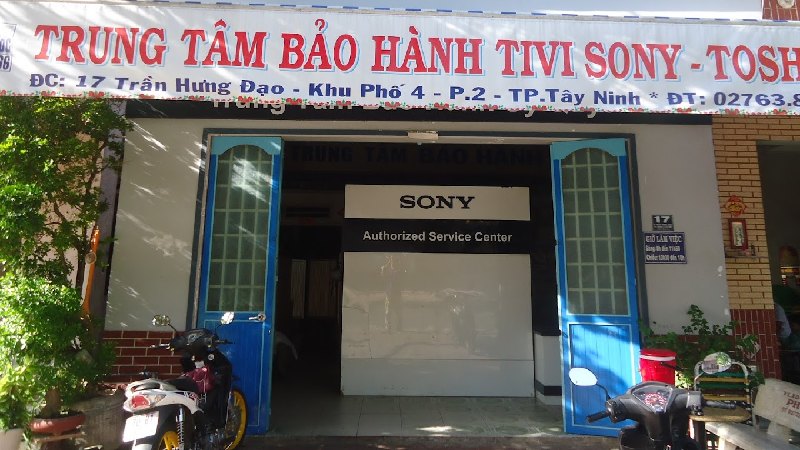 TRUNG TÂM BẢO HÀNH TIVI SONY - TOSH
ĐC: 17 Trần Hưng Đạo - Khu Phố 4 - P.2 - TP.Tây Ninh * ĐT: 02763.8
TRUNG TÂM BẢO HÀNH
SONY
Authorized Service Center
17
GIỜ LÀM VIỆC